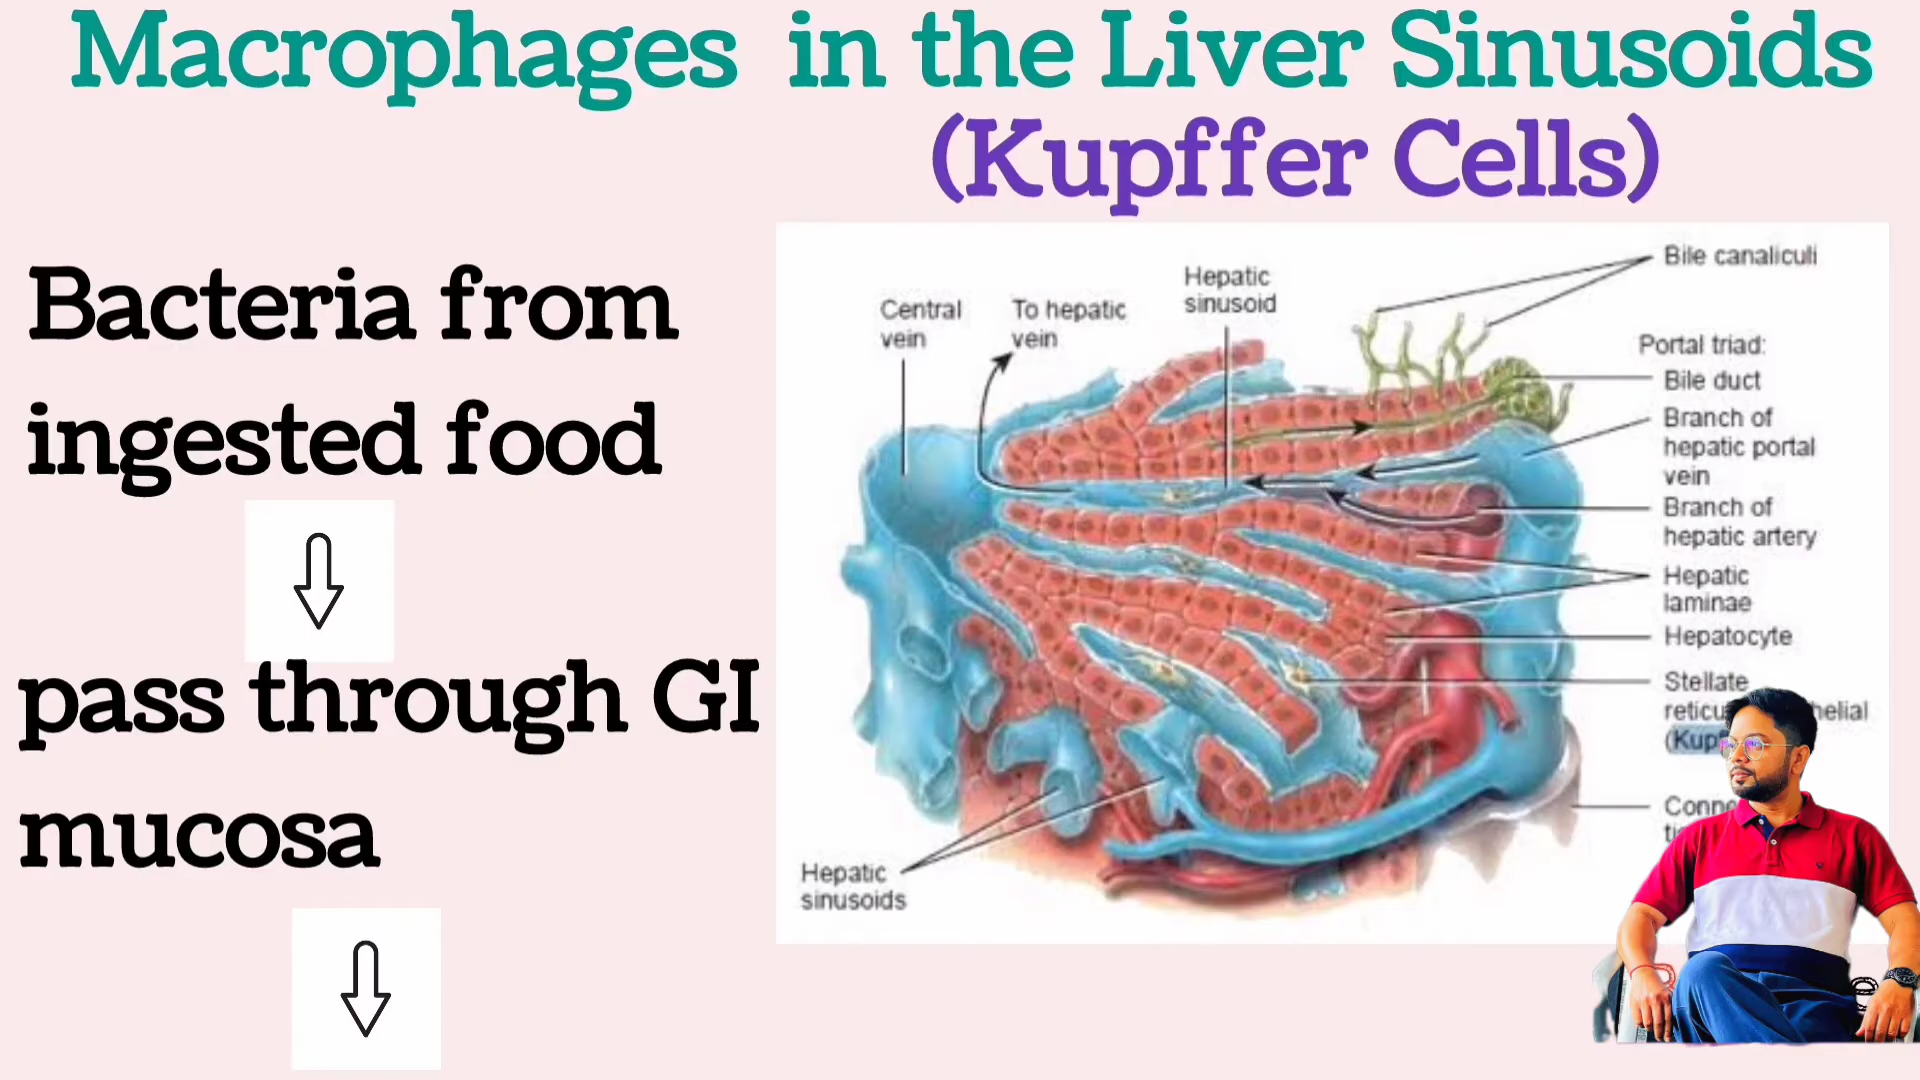 Macrophages in the Liver Sinusoids
(Kupffer Cells)
Bacteria from
ingested food
pass through GI
mucosa
Central
vein
To hepatic
vein
Hepatic
sinusoid
Bile canaliculi
Portal triad:
Bile duct
Branch of
hepatic portal
vein
Branch of
hepatic artery
Hepatic
laminae
Hepatocyte
Stellate
Hepatic
sinusoids